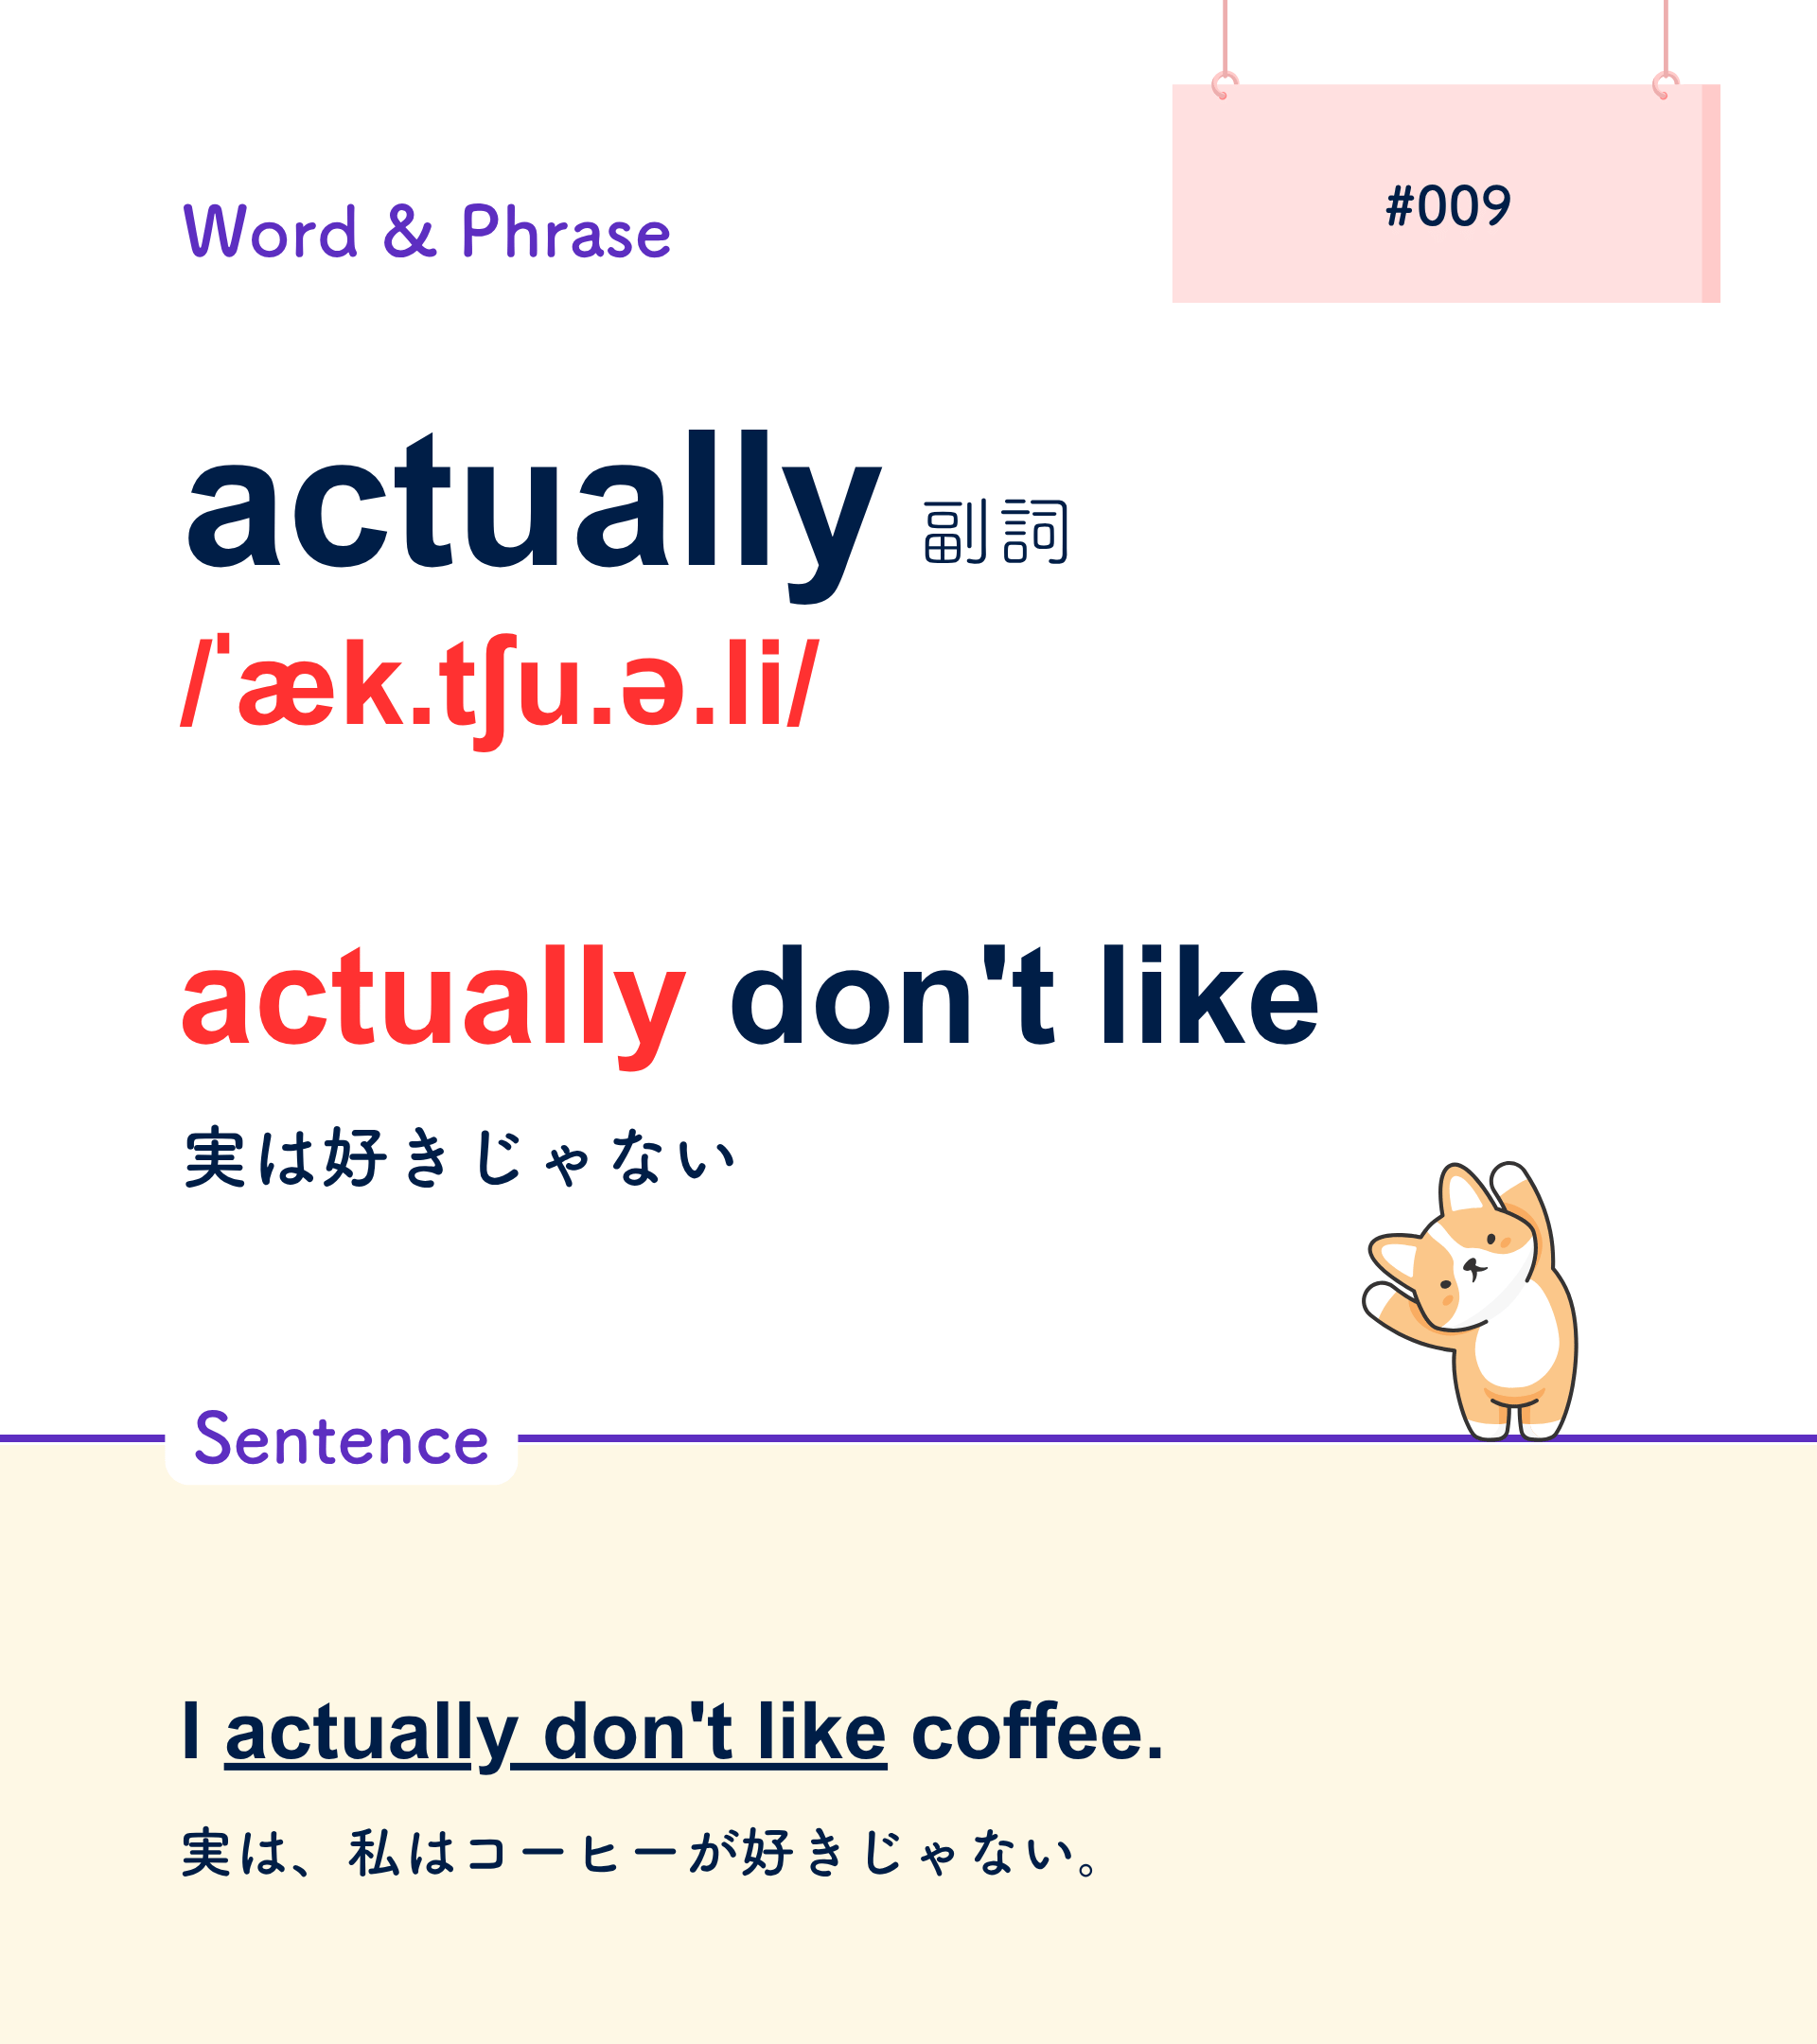 #009
Word & Phrase
actually 副詞
/ˈæk.tʃu.ə.li/
actually don't like
実は好きじゃない
Sentence
I actually don't like coffee.
実は、私はコーヒーが好きじゃない。